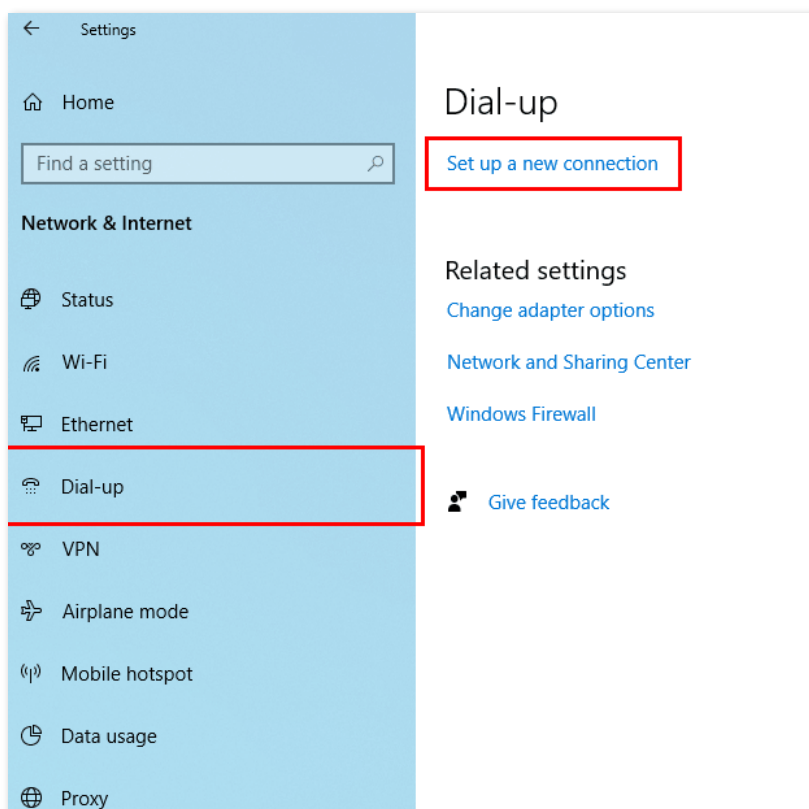 Settings
Home
Find a setting
Network & Internet
Status
Wi-Fi
Ethernet
Dial-up
VPN
Airplane mode
Mobile hotspot
Data usage
Proxy
Dial-up
Set up a new connection
Related settings
Change adapter options
Network and Sharing Center
Windows Firewall
Give feedback